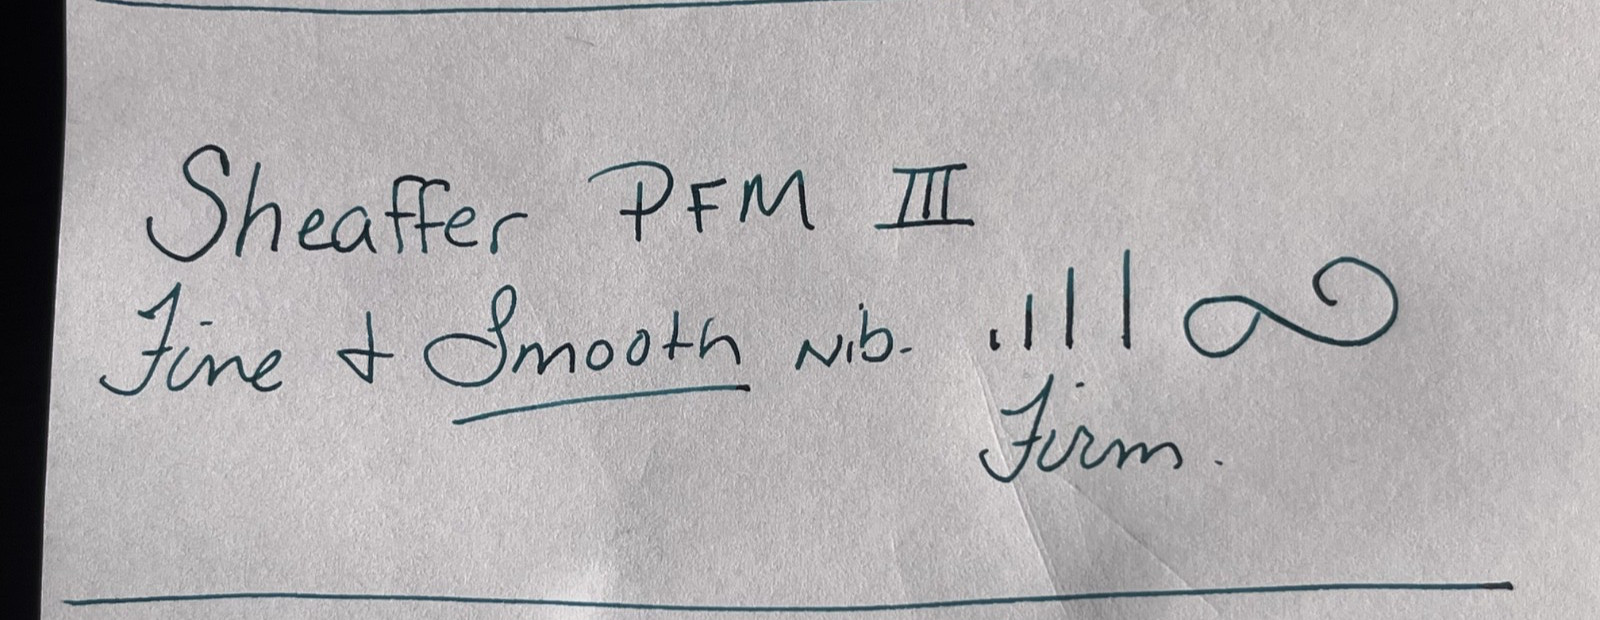 Sheaffer PFM III
Fine + Smooth Nib.
Firm.